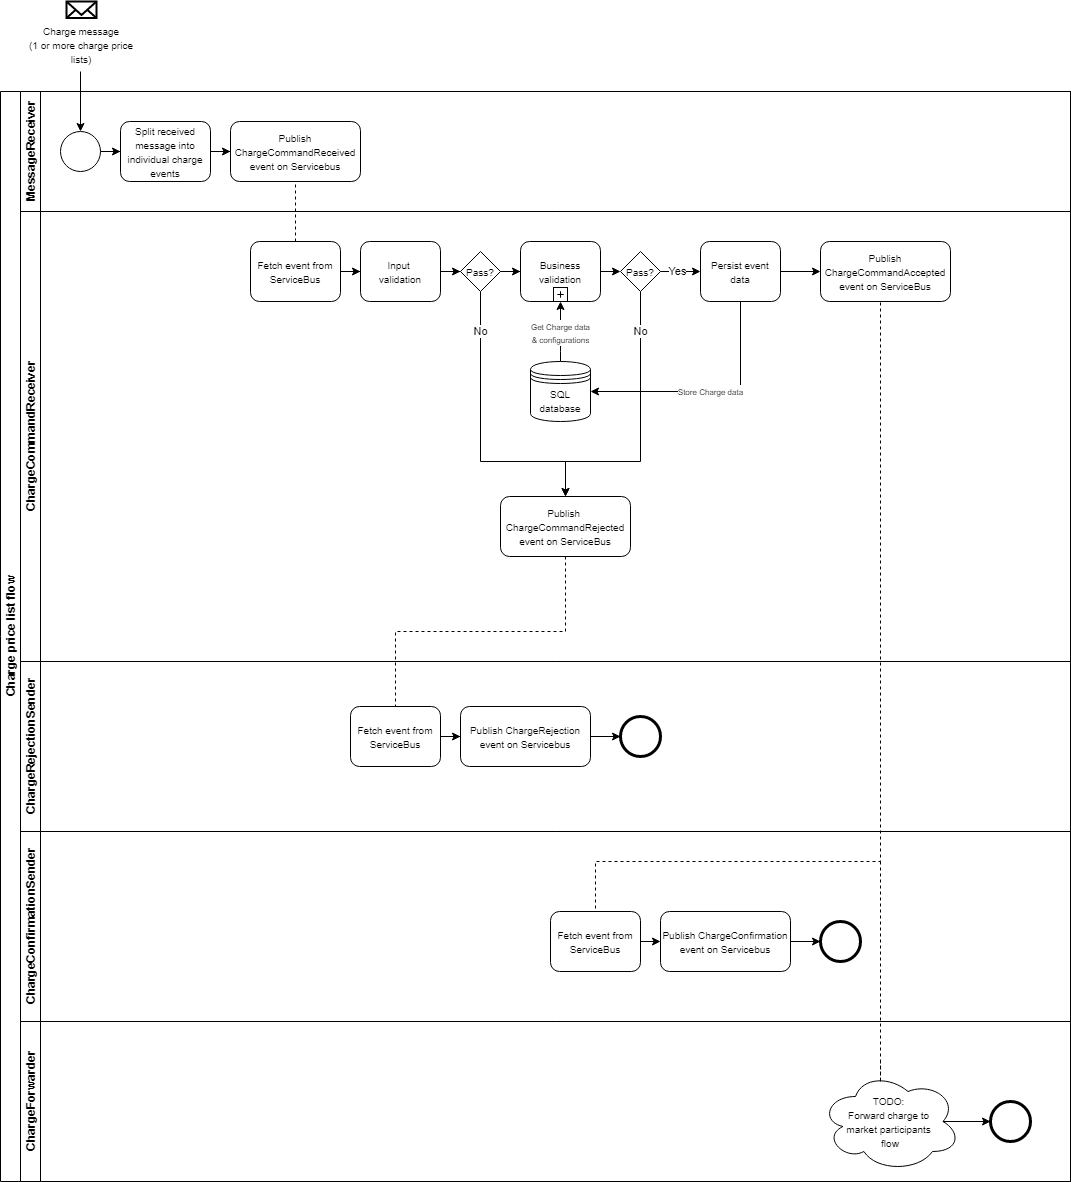 Charge message
(1 or more charge price
lists)
Charge price list flow
MessageReceiver
Split received
message into
individual charge
events
Publish
ChargeCommandReceived
event on Servicebus
ChargeCommandReceiver
Fetch event from
ServiceBus
Input
validation
Pass?
Business
validation
Pass?
Yes
Persist event
data
Publish
ChargeCommandAccepted
event on ServiceBus
No
Get Charge data
& configurations
No
SQL
database
Store Charge data
Publish
ChargeCommandRejected
event on ServiceBus
ChargeRejectionSender
Fetch event from
ServiceBus
Publish ChargeRejection
event on Servicebus
ChargeConfirmationSender
Fetch event from
ServiceBus
Publish ChargeConfirmation
event on Servicebus
ChargeForwarder
TODO:
Forward charge to
market participants
flow